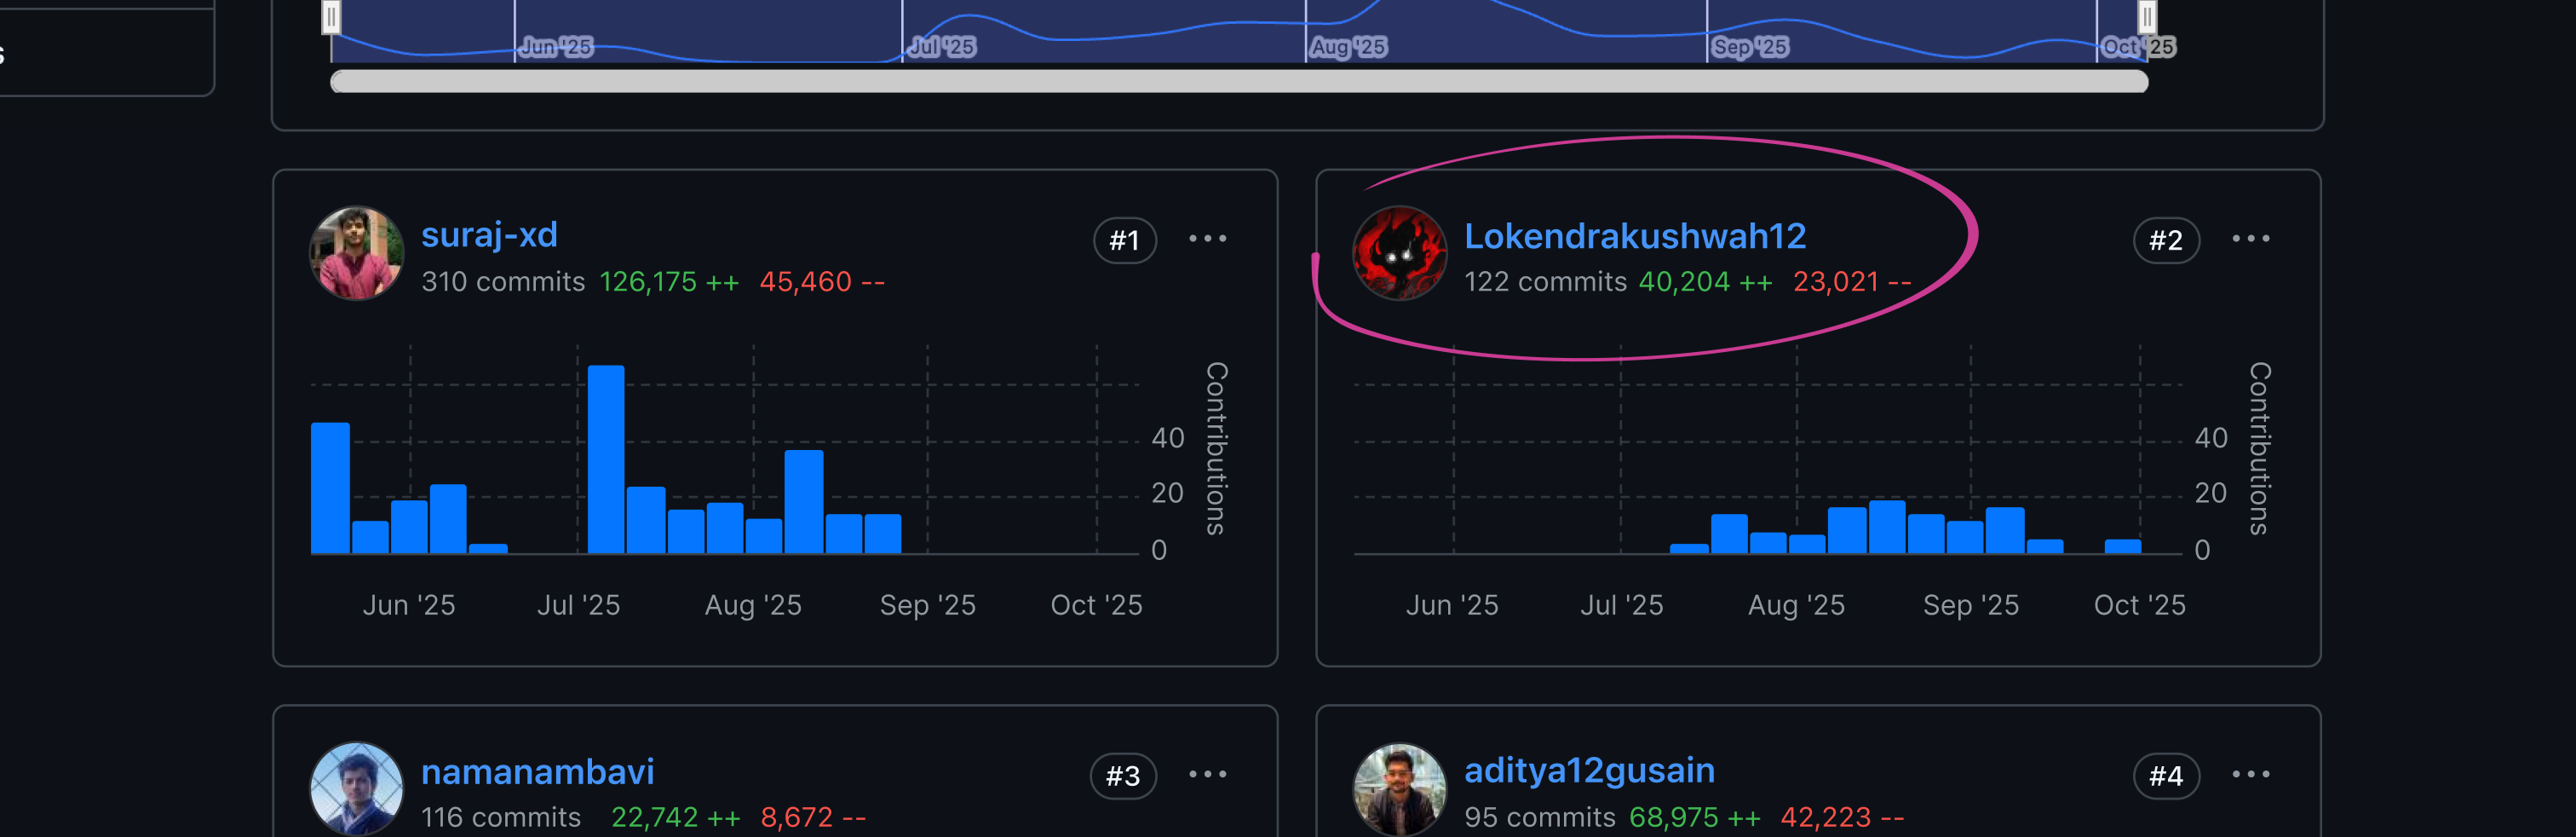 s
Jun '25 Jul '25 Aug '25 Sep '25 Oct '25
suraj-xd
#1
310 commits 126,175 ++ 45,460 --
Contributions
40
20
0
Jun '25 Jul '25 Aug '25 Sep '25 Oct '25
Lokendrakushwah12
#2
122 commits 40,204 ++ 23,021 --
Contributions
40
20
0
Jun '25 Jul '25 Aug '25 Sep '25 Oct '25
namanambavi
#3
116 commits 22,742 ++ 8,672 --
aditya12gusain
#4
95 commits 68,975 ++ 42,223 --